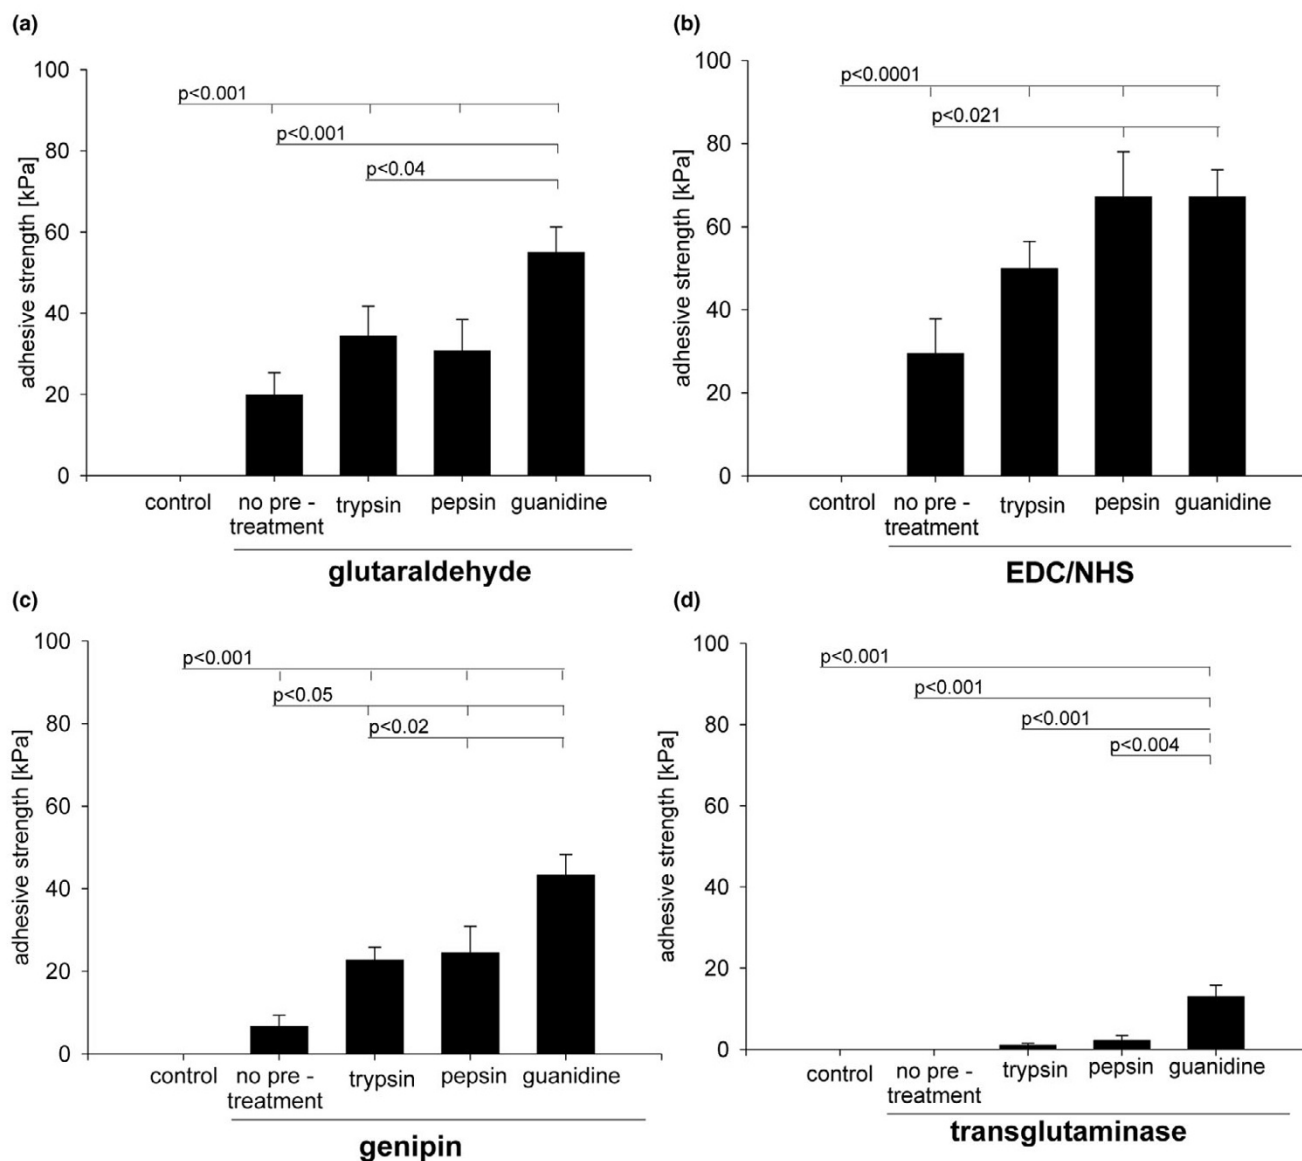 (a)
100
80
60
40
20
0
adhesive strength [kPa]
p<0.001
p<0.001
p<0.04
control
no pre -
treatment
trypsin
pepsin
guanidine
glutaraldehyde
(b)
100
80
60
40
20
0
adhesive strength [kPa]
p<0.0001
p<0.021
control
no pre -
treatment
trypsin
pepsin
guanidine
EDC/NHS
(c)
100
80
60
40
20
0
adhesive strength [kPa]
p<0.001
p<0.05
p<0.02
control
no pre -
treatment
trypsin
pepsin
guanidine
genipin
(d)
100
80
60
40
20
0
adhesive strength [kPa]
p<0.001
p<0.001
p<0.001
p<0.004
control
no pre -
treatment
trypsin
pepsin
guanidine
transglutaminase